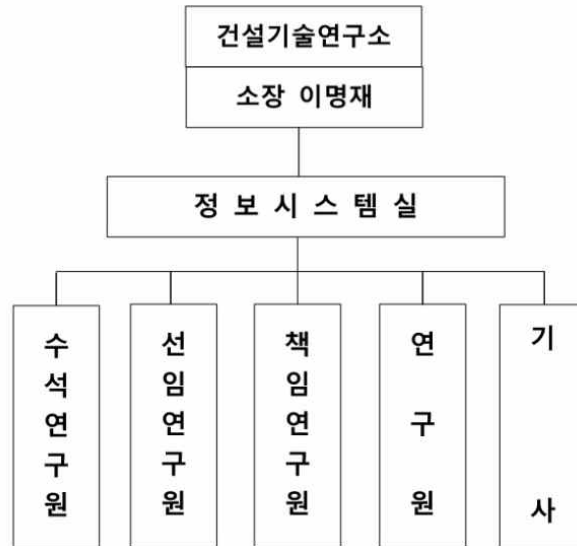 건설기술연구소
소장 이명재
정 보 시 스 템 실
수석연구원
선임연구원
책임연구원
연 구 원
기 사